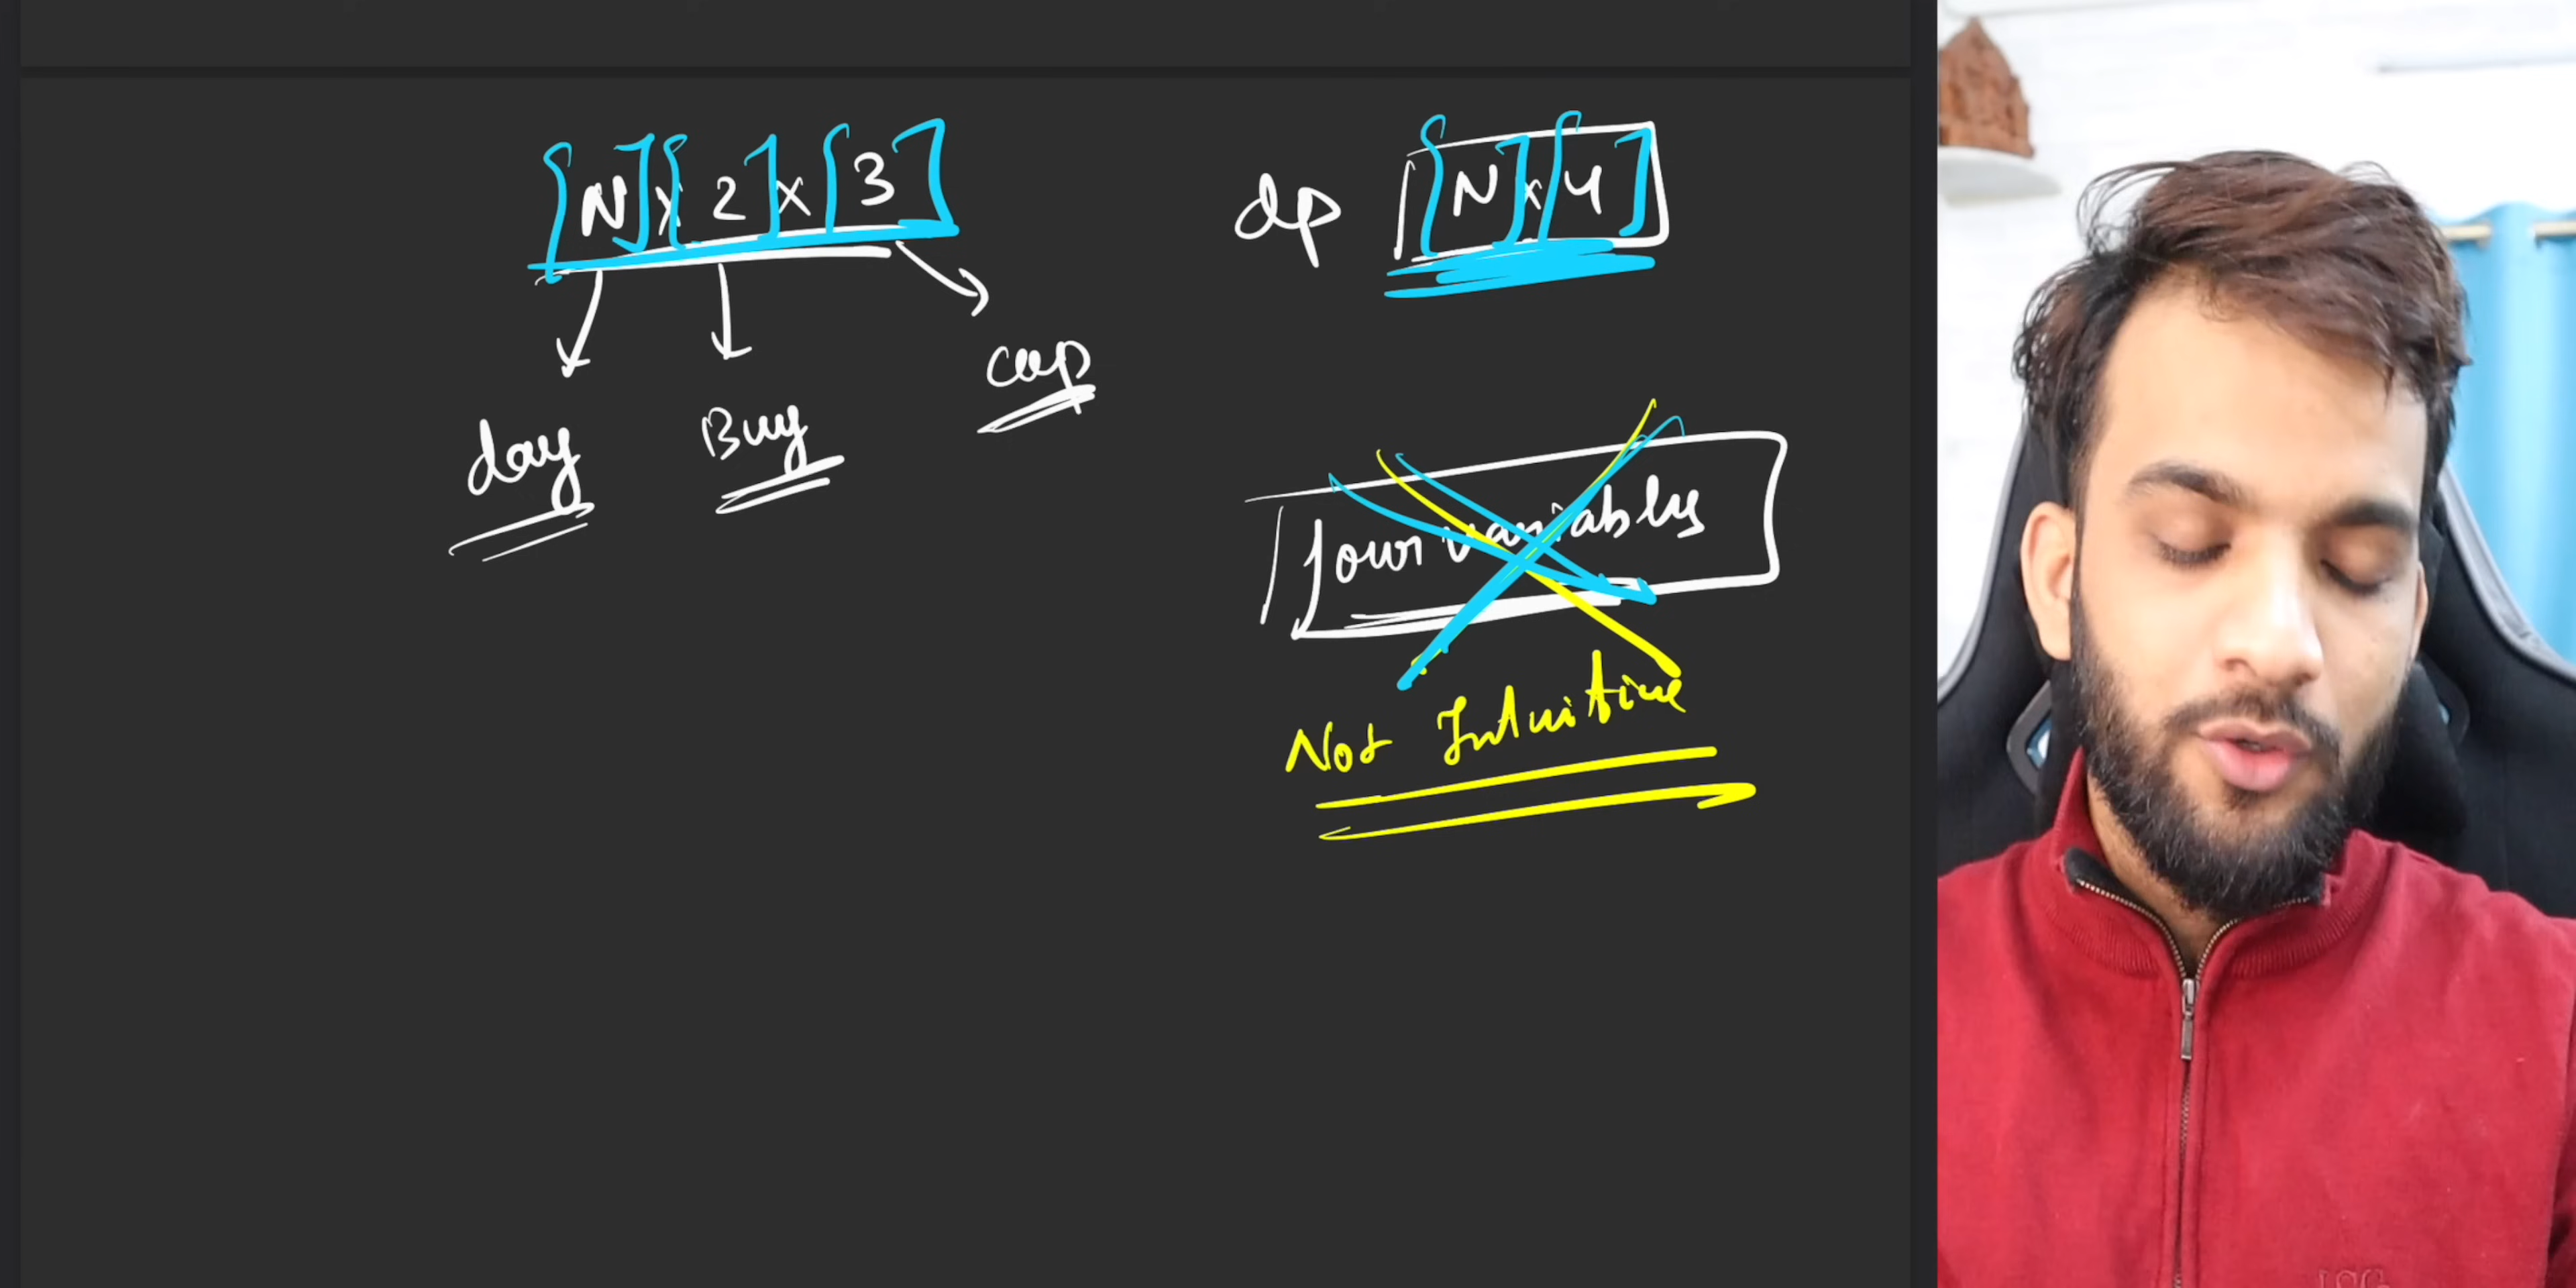 [N] x [2] x [3]
day
Buy
cap
dp [N] x [4]
four variables
Not Intuitive